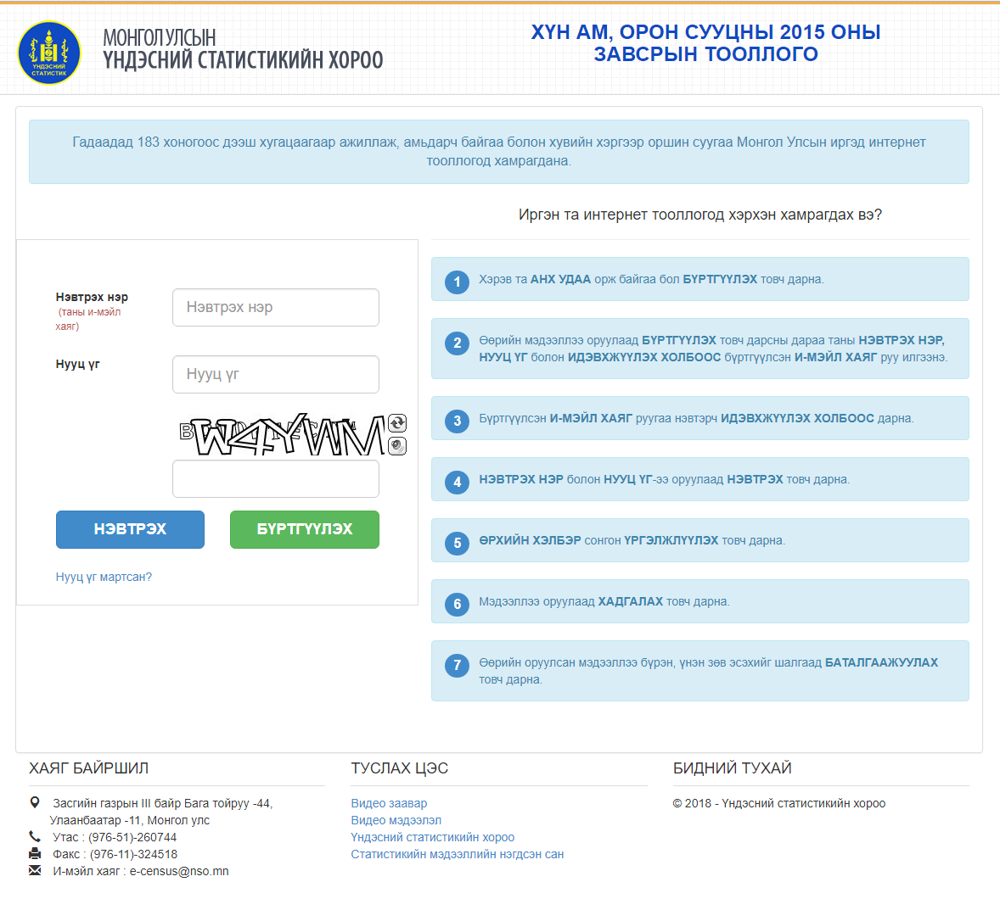 ҮНДЭСНИЙ
СТАТИСТИК
МОНГОЛ УЛСЫН
ҮНДЭСНИЙ СТАТИСТИКИЙН ХОРОО
ХҮН АМ, ОРОН СУУЦНЫ 2015 ОНЫ
ЗАВСРЫН ТООЛЛОГО
Гадаадад 183 хоногоос дээш хугацаагаар ажиллаж, амьдарч байгаа болон хувийн хэргээр оршин суугаа Монгол Улсын иргэд интернет
тооллогод хамрагдана.
Иргэн та интернет тооллогод хэрхэн хамрагдах вэ?
Нэвтрэх нэр
(таны и-мэйл
хаяг)
Нэвтрэх нэр
Нууц үг
Нууц үг
W4YWM
НЭВТРЭХ
БҮРТГҮҮЛЭХ
Нууц үг мартсан?
1 Хэрэв та АНХ УДАА орж байгаа бол БҮРТГҮҮЛЭХ товч дарна.
2 Өөрийн мэдээллээ оруулаад БҮРТГҮҮЛЭХ товч дарсны дараа таны НЭВТРЭХ НЭР,
НУУЦ ҮГ болон ИДЭВХЖҮҮЛЭХ ХОЛБООС бүртгүүлсэн И-МЭЙЛ ХАЯГ руу илгээнэ.
3 Бүртгүүлсэн И-МЭЙЛ ХАЯГ руугаа нэвтэрч ИДЭВХЖҮҮЛЭХ ХОЛБООС дарна.
4 НЭВТРЭХ НЭР болон НУУЦ ҮГ-ээ оруулаад НЭВТРЭХ товч дарна.
5 ӨРХИЙН ХЭЛБЭР сонгон ҮРГЭЛЖЛҮҮЛЭХ товч дарна.
6 Мэдээллээ оруулаад ХАДГАЛАХ товч дарна.
7 Өөрийн оруулсан мэдээллээ бүрэн, үнэн зөв эсэхийг шалгаад БАТАЛГААЖУУЛАХ
товч дарна.
ХАЯГ БАЙРШИЛ
Засгийн газрын III байр Бага тойруу -44,
Улаанбаатар -11, Монгол улс
Утас : (976-51)-260744
Факс : (976-11)-324518
И-мэйл хаяг : e-census@nso.mn
ТУСЛАХ ЦЭС
Видео заавар
Видео мэдээлэл
Үндэсний статистикийн хороо
Статистикийн мэдээллийн нэгдсэн сан
БИДНИЙ ТУХАЙ
© 2018 - Үндэсний статистикийн хороо